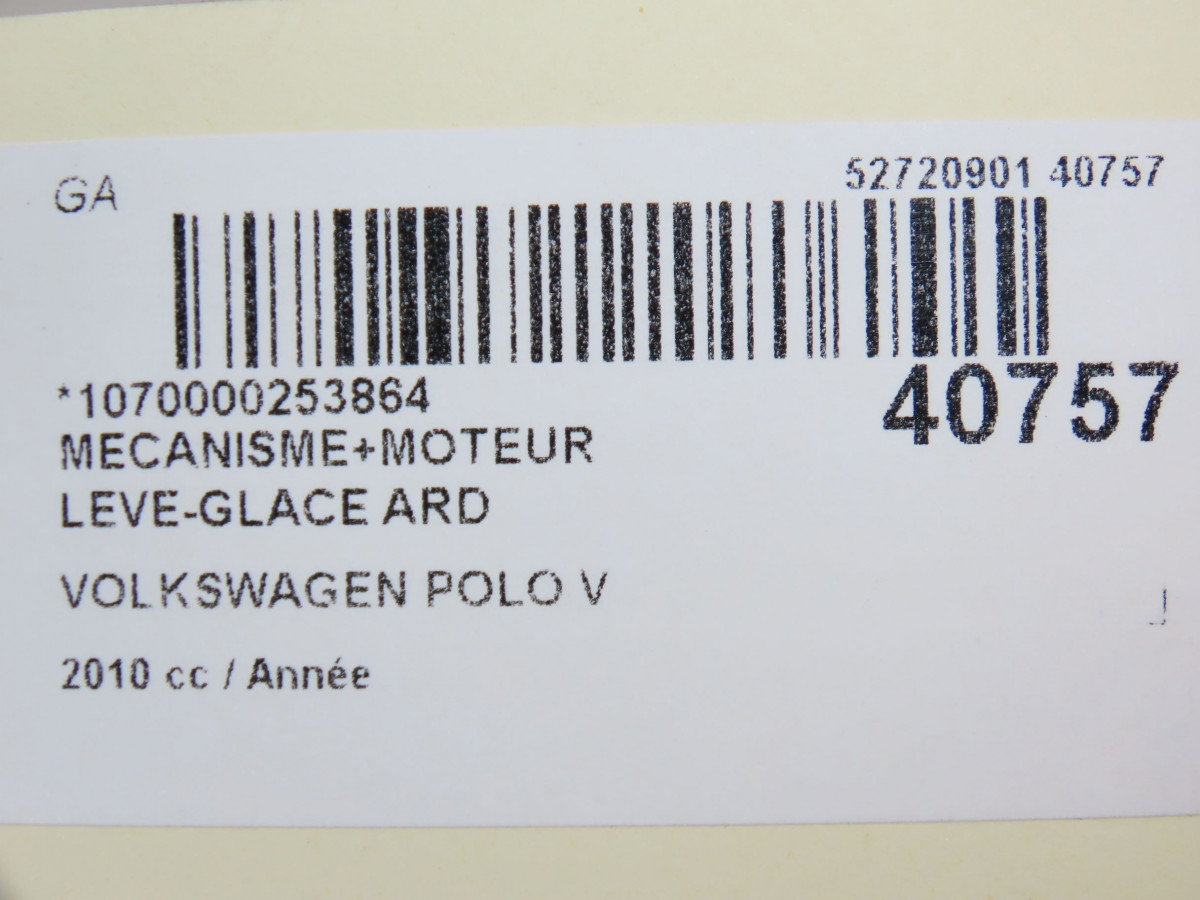 GA
52720901 40757
*1070000253864
40757
MECANISME+MOTEUR
LEVE-GLACE ARD
VOLKSWAGEN POLO V
J
2010 cc / Année